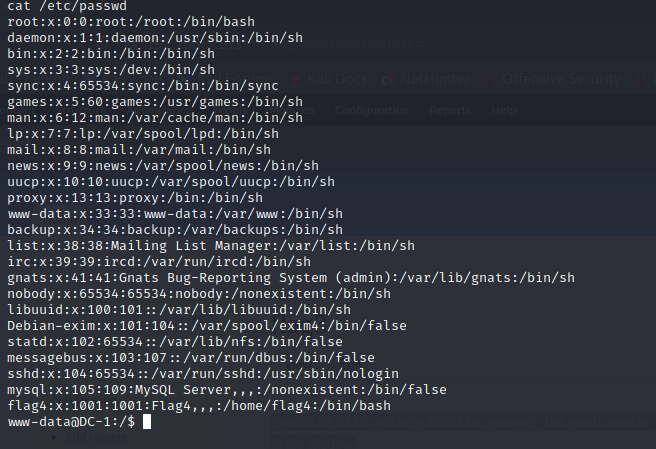 cat /etc/passwd
root:x:0:0:root:/root:/bin/bash
daemon:x:1:1:daemon:/usr/sbin:/bin/sh
bin:x:2:2:bin:/bin:/bin/sh
sys:x:3:3:sys:/dev:/bin/sh
sync:x:4:65534:sync:/bin:/bin/sync
games:x:5:60:games:/usr/games:/bin/sh
man:x:6:12:man:/var/cache/man:/bin/sh
lp:x:7:7:lp:/var/spool/lpd:/bin/sh
mail:x:8:8:mail:/var/mail:/bin/sh
news:x:9:9:news:/var/spool/news:/bin/sh
uucp:x:10:10:uucp:/var/spool/uucp:/bin/sh
proxy:x:13:13:proxy:/bin:/bin/sh
www-data:x:33:33:www-data:/var/www:/bin/sh
backup:x:34:34:backup:/var/backups:/bin/sh
list:x:38:38:Mailing List Manager:/var/list:/bin/sh
irc:x:39:39:ircd:/var/run/ircd:/bin/sh
gnats:x:41:41:Gnats Bug-Reporting System (admin):/var/lib/gnats:/bin/sh
nobody:x:65534:65534:nobody:/nonexistent:/bin/sh
libuuid:x:100:101::/var/lib/libuuid:/bin/sh
Debian-exim:x:101:104::/var/spool/exim4:/bin/false
statd:x:102:65534::/var/lib/nfs:/bin/false
messagebus:x:103:107::/var/run/dbus:/bin/false
sshd:x:104:65534::/var/run/sshd:/usr/sbin/nologin
mysql:x:105:109:MySQL Server,,,:/nonexistent:/bin/false
flag4:x:1001:1001:Flag4,,,:/home/flag4:/bin/bash
www-data@DC-1:/$
Forums Kali Docs NetHunter Offensive Security
Configuration Reports Help
Add content